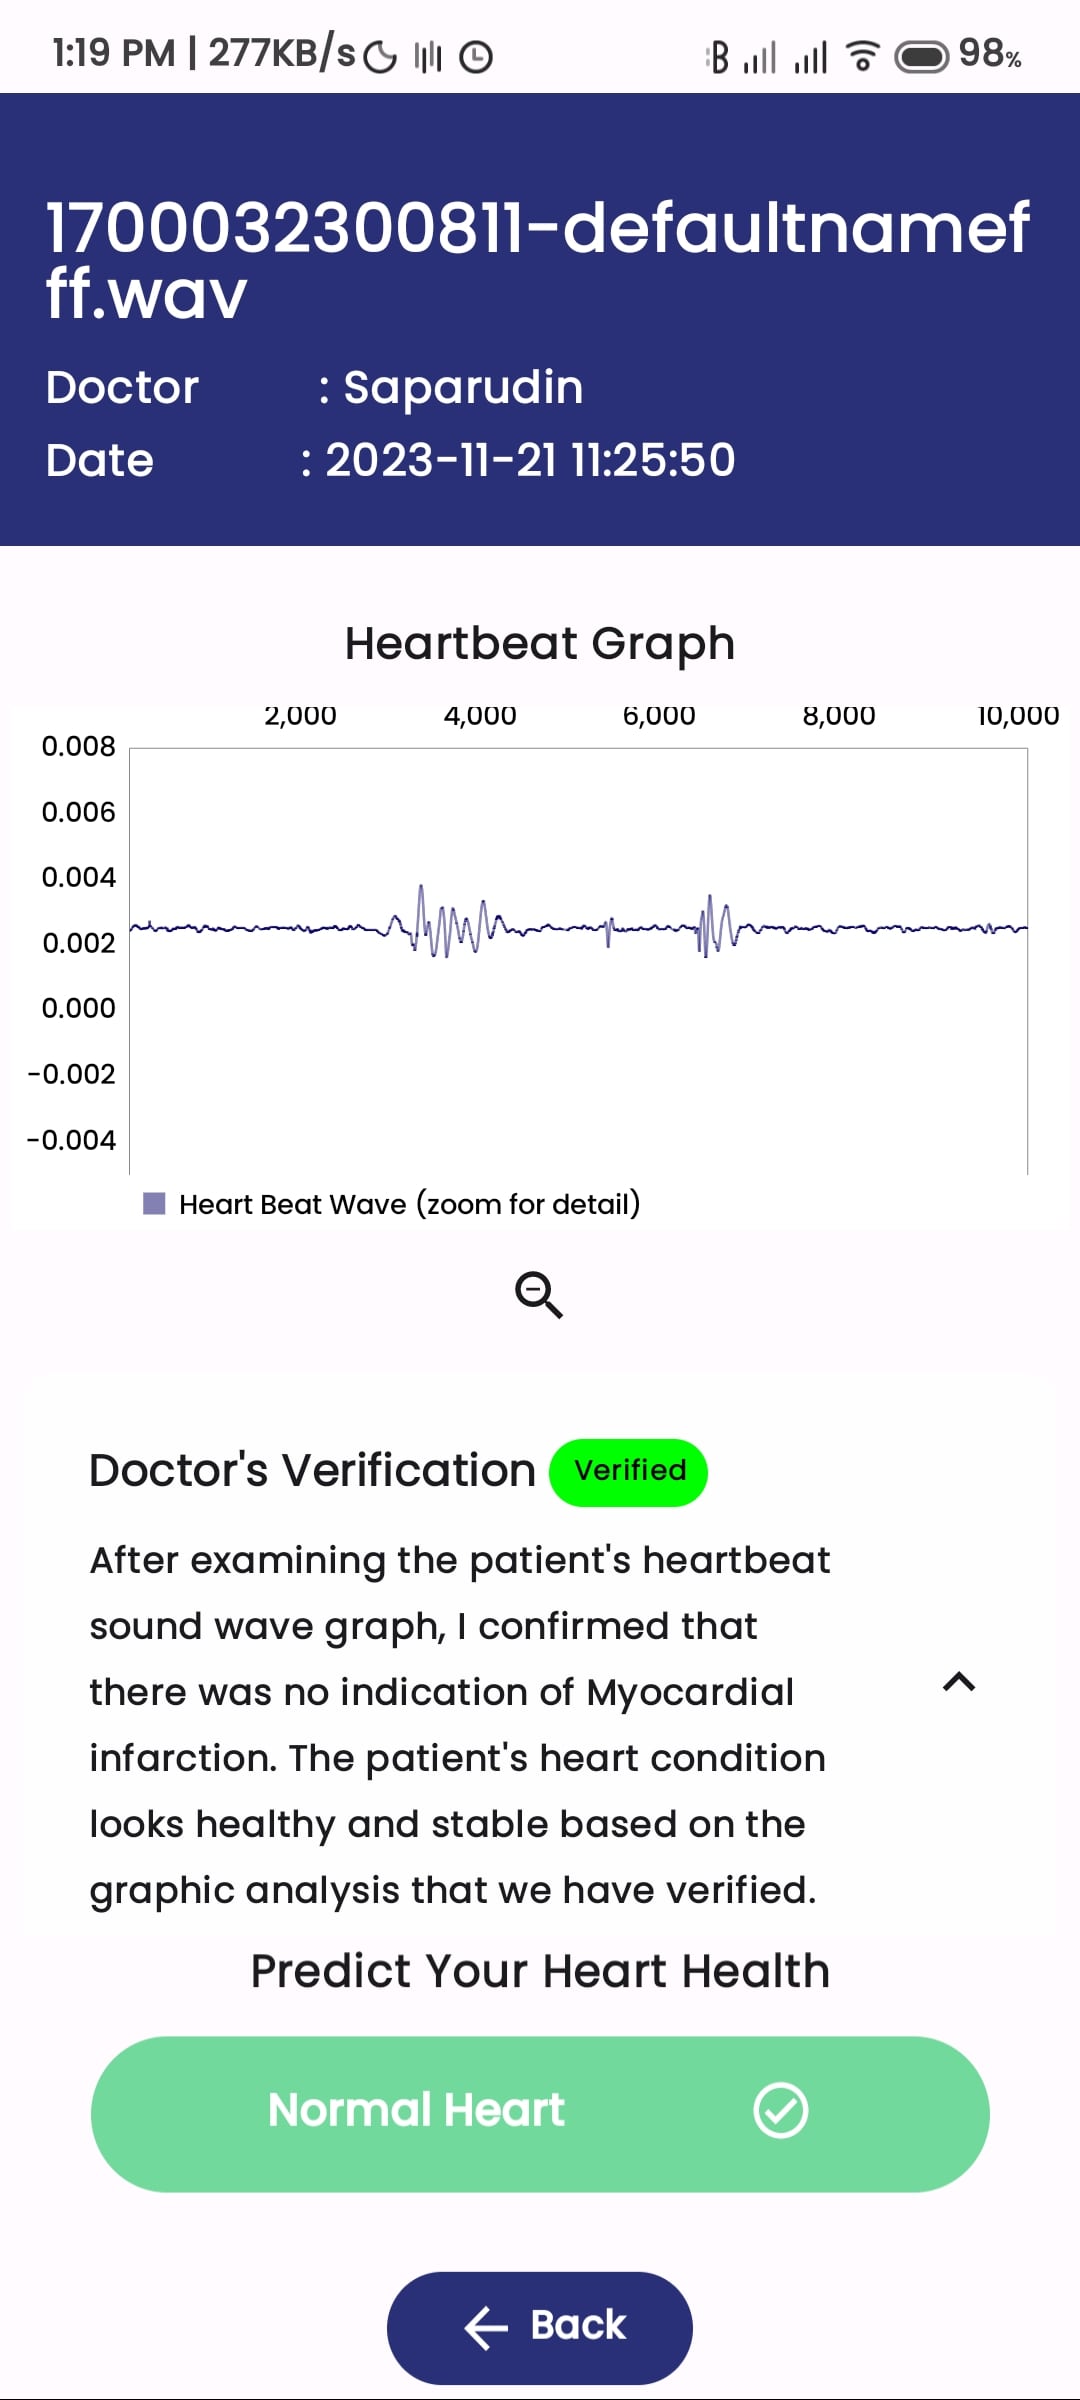 1:19 PM | 277KB/s 98%
1700032300811-defaultnamef
ff.wav
Doctor : Saparudin
Date : 2023-11-21 11:25:50
Heartbeat Graph
2,000 4,000 6,000 8,000 10,000
0.008
0.006
0.004
0.002
0.000
-0.002
-0.004
Heart Beat Wave (zoom for detail)
Doctor's Verification Verified
After examining the patient's heartbeat
sound wave graph, I confirmed that
there was no indication of Myocardial
infarction. The patient's heart condition
looks healthy and stable based on the
graphic analysis that we have verified.
Predict Your Heart Health
Normal Heart
Back